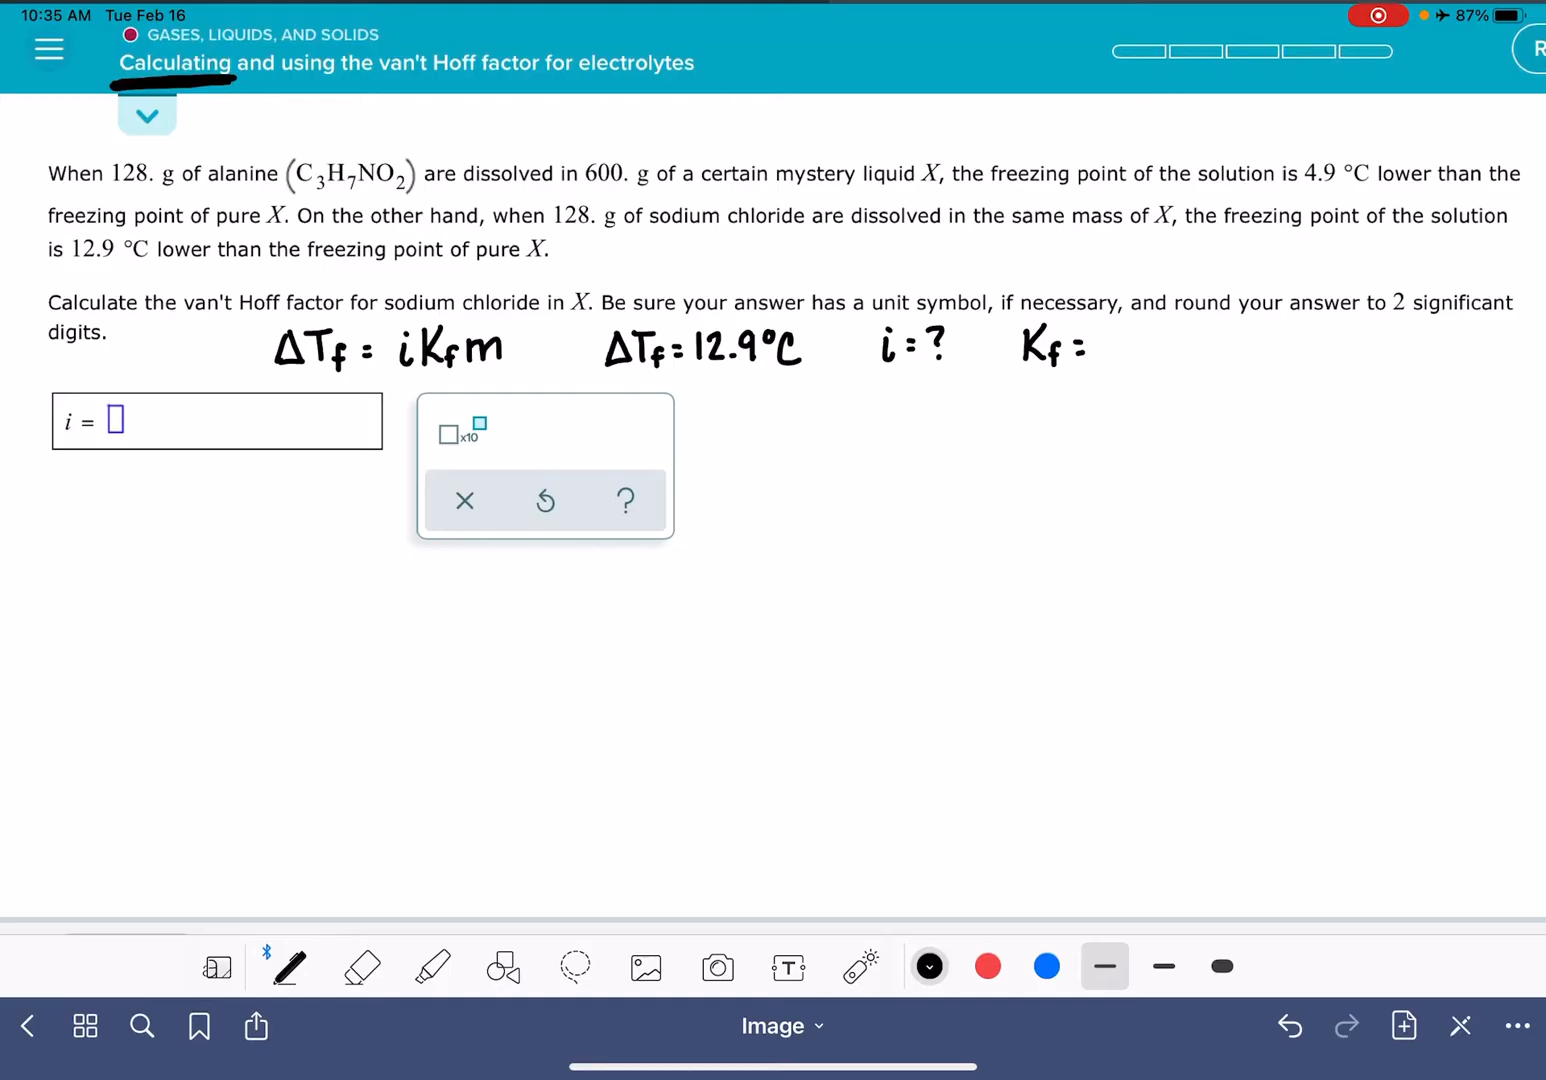 10:35 AM Tue Feb 16
87%
GASES, LIQUIDS, AND SOLIDS
Calculating and using the van't Hoff factor for electrolytes
R
When 128. g of alanine (C₃H₇NO₂) are dissolved in 600. g of a certain mystery liquid X, the freezing point of the solution is 4.9 °C lower than the
freezing point of pure X. On the other hand, when 128. g of sodium chloride are dissolved in the same mass of X, the freezing point of the solution
is 12.9 °C lower than the freezing point of pure X.
Calculate the van't Hoff factor for sodium chloride in X. Be sure your answer has a unit symbol, if necessary, and round your answer to 2 significant
digits.
ΔTf = iKfm ΔTf = 12.9°C i = ? Kf =
i = 
x10
?
a
T
Image